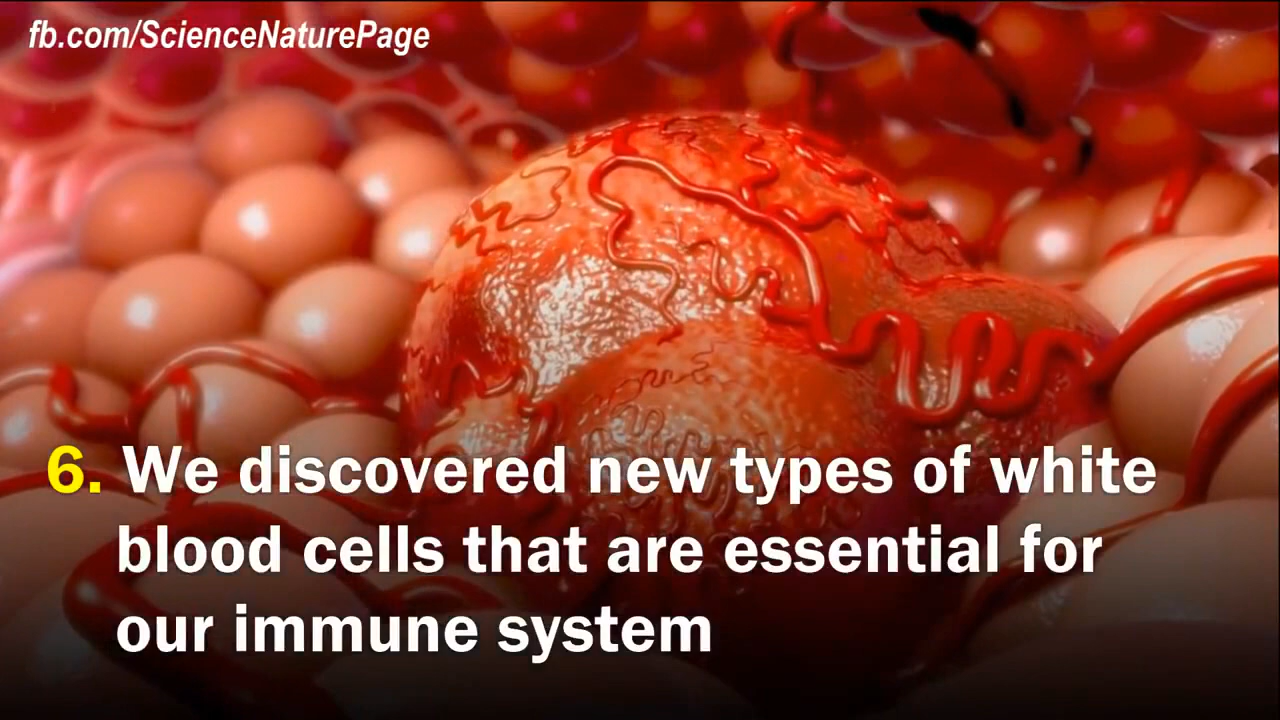 fb.com/ScienceNaturePage
6. We discovered new types of white
blood cells that are essential for
our immune system